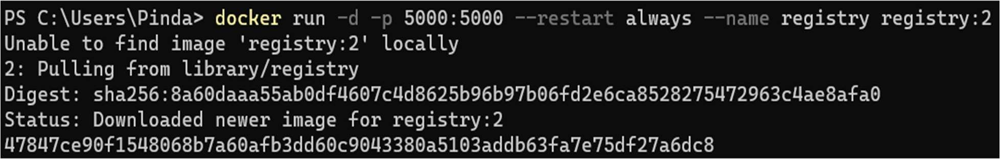 PS C:\Users\Pinda> docker run -d -p 5000:5000 --restart always --name registry registry:2
Unable to find image 'registry:2' locally
2: Pulling from library/registry
Digest: sha256:8a60daaa55ab0df4607c4d8625b96b97b06fd2e6ca8528275472963c4ae8afa0
Status: Downloaded newer image for registry:2
47847ce90f1548068b7a60afb3dd60c9043380a5103addb63fa7e75df27a6dc8